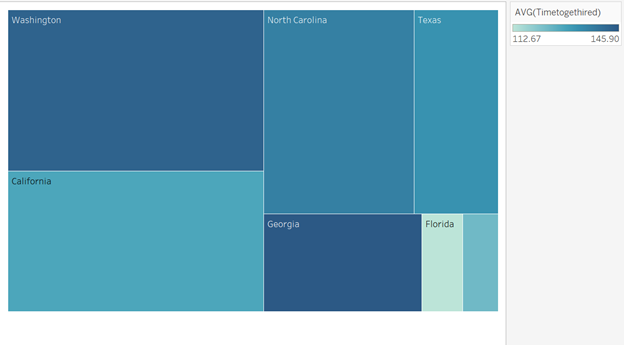 Washington
North Carolina
Texas
California
Georgia
Florida
AVG(Timetogethired)
112.67 145.90